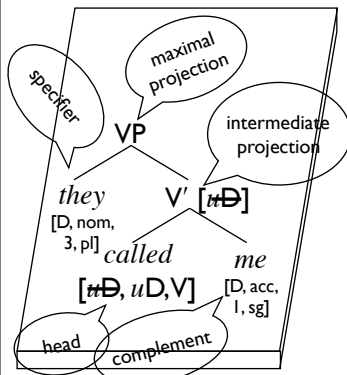 maximal
projection
specifier
VP
intermediate
projection
they
[D, nom,
3, pl]
V′ [uD]
called
[uD, uD, V]
me
[D, acc,
1, sg]
head
complement